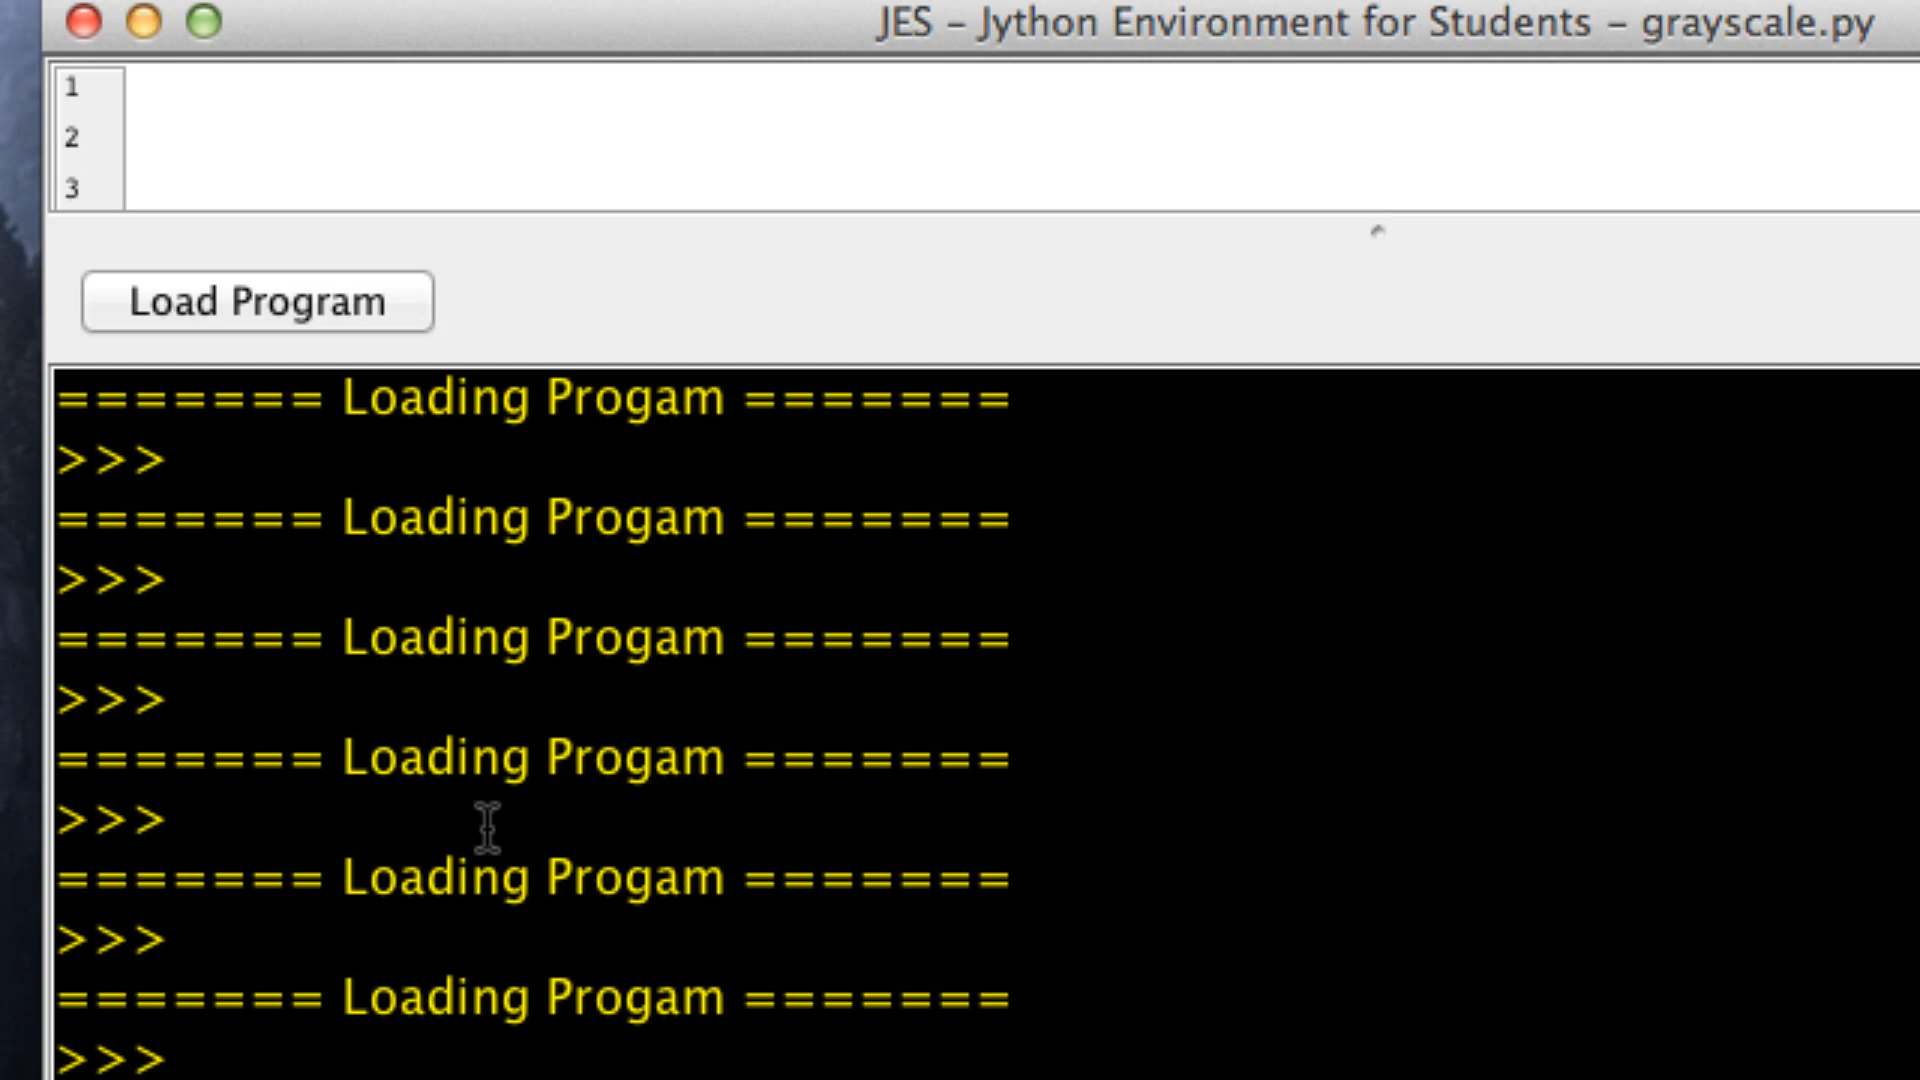 JES – Jython Environment for Students – grayscale.py
1
2
3
Load Program
======= Loading Progam =======
>>>
======= Loading Progam =======
>>>
======= Loading Progam =======
>>>
======= Loading Progam =======
>>>
======= Loading Progam =======
>>>
======= Loading Progam =======
>>>